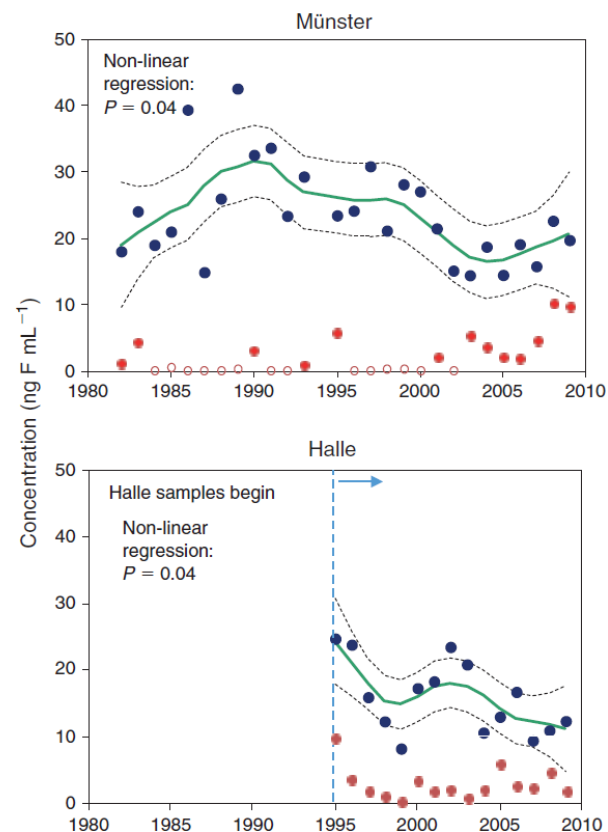 Münster
50
Non-linear
regression:
P = 0.04
40
30
20
10
0
1980 1985 1990 1995 2000 2005 2010
Concentration (ng F mL⁻¹)
Halle
50
Halle samples begin
Non-linear
regression:
P = 0.04
40
30
20
10
0
1980 1985 1990 1995 2000 2005 2010